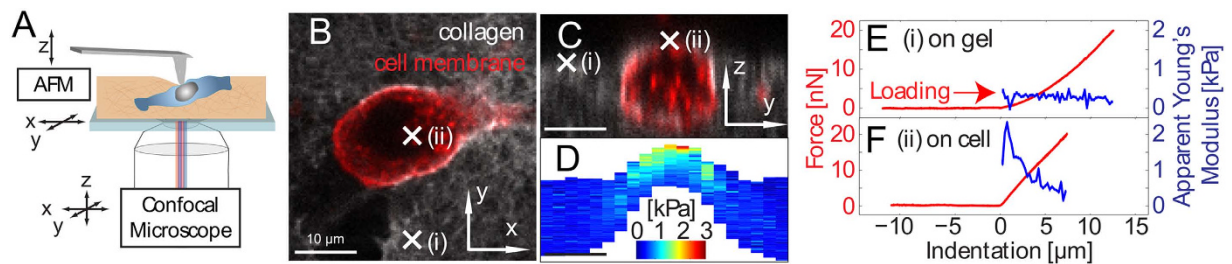 A
z
AFM
x
y
z
x
y
Confocal
Microscope
B
collagen
cell membrane
(ii)
y
x
(i)
10 µm
C
(ii)
(i)
z
y
D
[kPa]
0 1 2 3
E (i) on gel
Loading
20
10
0
2
1
0
F (ii) on cell
20
10
0
2
1
0
Force [nN]
Apparent Young's
Modulus [kPa]
−10 −5 0 5 10 15
Indentation [µm]